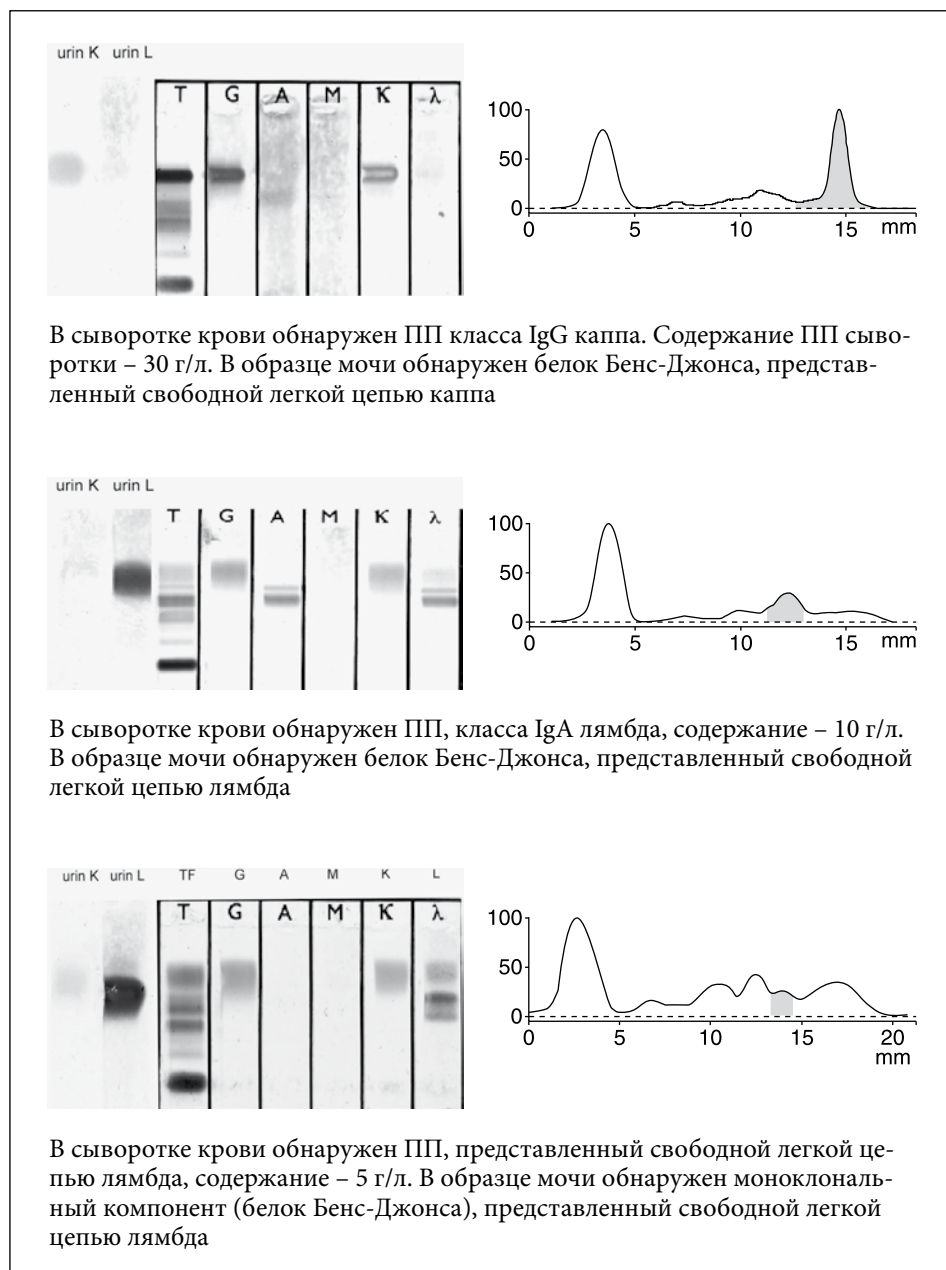 urin K urin L
T G A M K λ
100
50
0
0 5 10 15 mm
В сыворотке крови обнаружен ПП класса IgG каппа. Содержание ПП сыво-
ротки – 30 г/л. В образце мочи обнаружен белок Бенс-Джонса, представ-
ленный свободной легкой цепью каппа
urin K urin L
T G A M K λ
100
50
0
0 5 10 15 mm
В сыворотке крови обнаружен ПП, класса IgA лямбда, содержание – 10 г/л.
В образце мочи обнаружен белок Бенс-Джонса, представленный свободной
легкой цепью лямбда
urin K urin L TF G A M K L
T G A M K λ
100
50
0
0 5 10 15 20
mm
В сыворотке крови обнаружен ПП, представленный свободной легкой це-
пью лямбда, содержание – 5 г/л. В образце мочи обнаружен моноклональ-
ный компонент (белок Бенс-Джонса), представленный свободной легкой
цепью лямбда